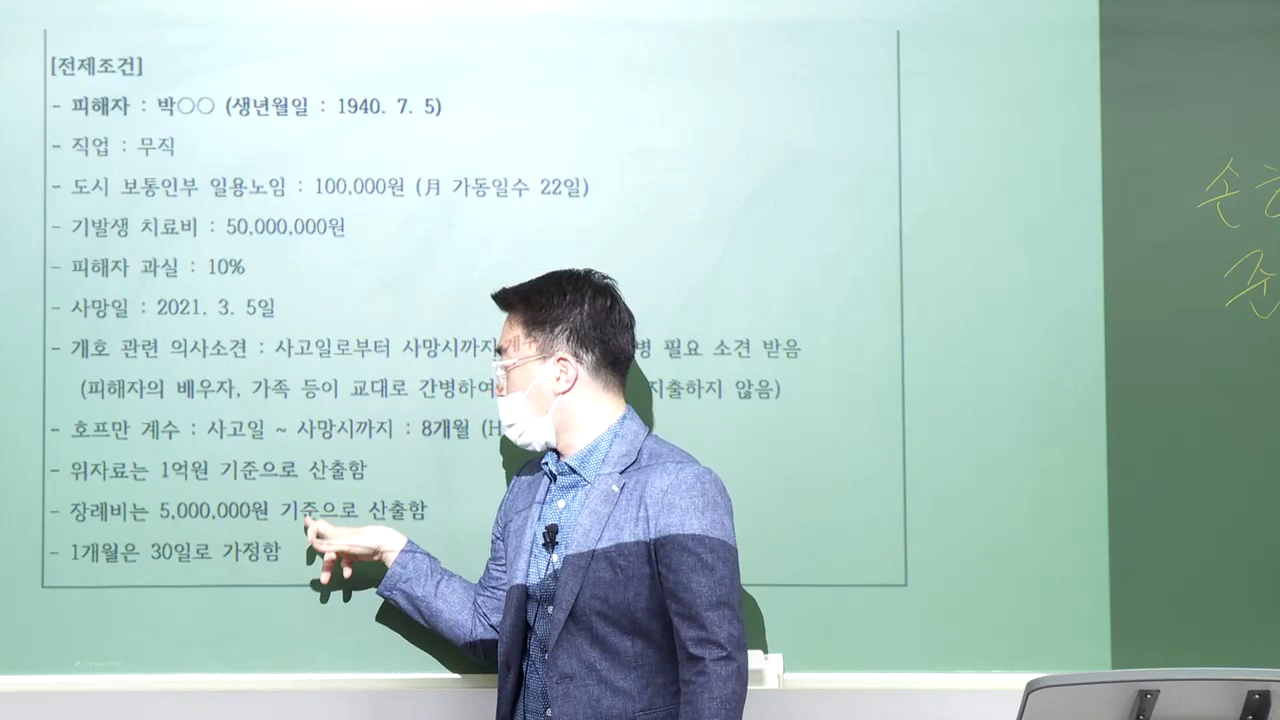 [전제조건]
- 피해자 : 박○○ (생년월일 : 1940. 7. 5)
- 직업 : 무직
- 도시 보통인부 일용노임 : 100,000원 (月 가동일수 22일)
- 기발생 치료비 : 50,000,000원
- 피해자 과실 : 10%
- 사망일 : 2021. 3. 5일
- 개호 관련 의사소견 : 사고일로부터 사망시까지 필요 소견 받음
(피해자의 배우자, 가족 등이 교대로 간병하여 지출하지 않음)
- 호프만 계수 : 사고일 ~ 사망시까지 : 8개월 (H
- 위자료는 1억원 기준으로 산출함
- 장례비는 5,000,000원 기준으로 산출함
- 1개월은 30일로 가정함
손
준